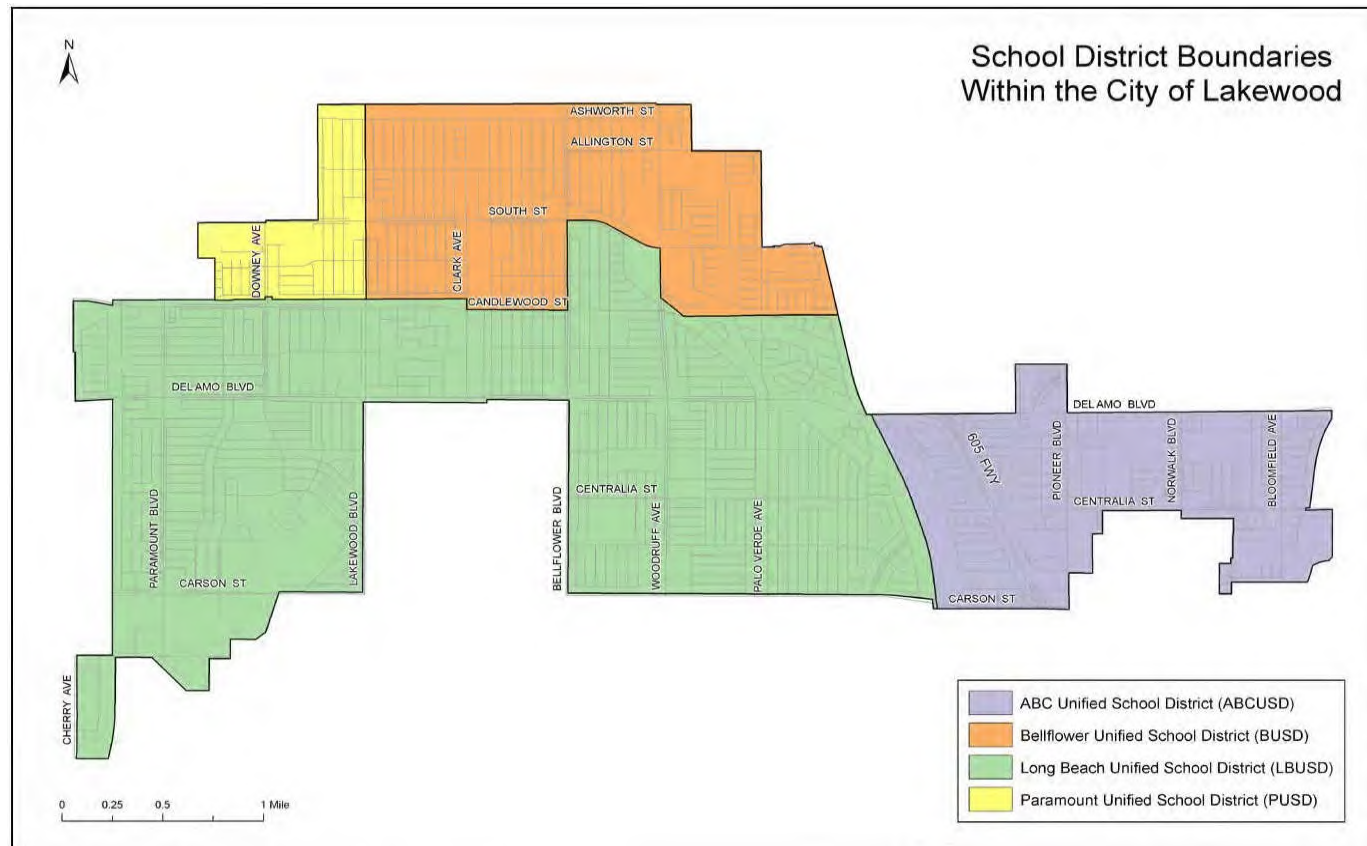 N
School District Boundaries
Within the City of Lakewood
ASHWORTH ST
ALLINGTON ST
SOUTH ST
DOWNEY AVE
CLARK AVE
CANDLEWOOD ST
DEL AMO BLVD
DEL AMO BLVD
605 FWY
PIONEER BLVD
NORWALK BLVD
BLOOMFIELD AVE
CENTRALIA ST
CENTRALIA ST
PARAMOUNT BLVD
LAKEWOOD BLVD
BELLFLOWER BLVD
WOODRUFF AVE
PALO VERDE AVE
CARSON ST
CARSON ST
CHERRY AVE
ABC Unified School District (ABCUSD)
Bellflower Unified School District (BUSD)
Long Beach Unified School District (LBUSD)
Paramount Unified School District (PUSD)
0 0.25 0.5 1 Mile